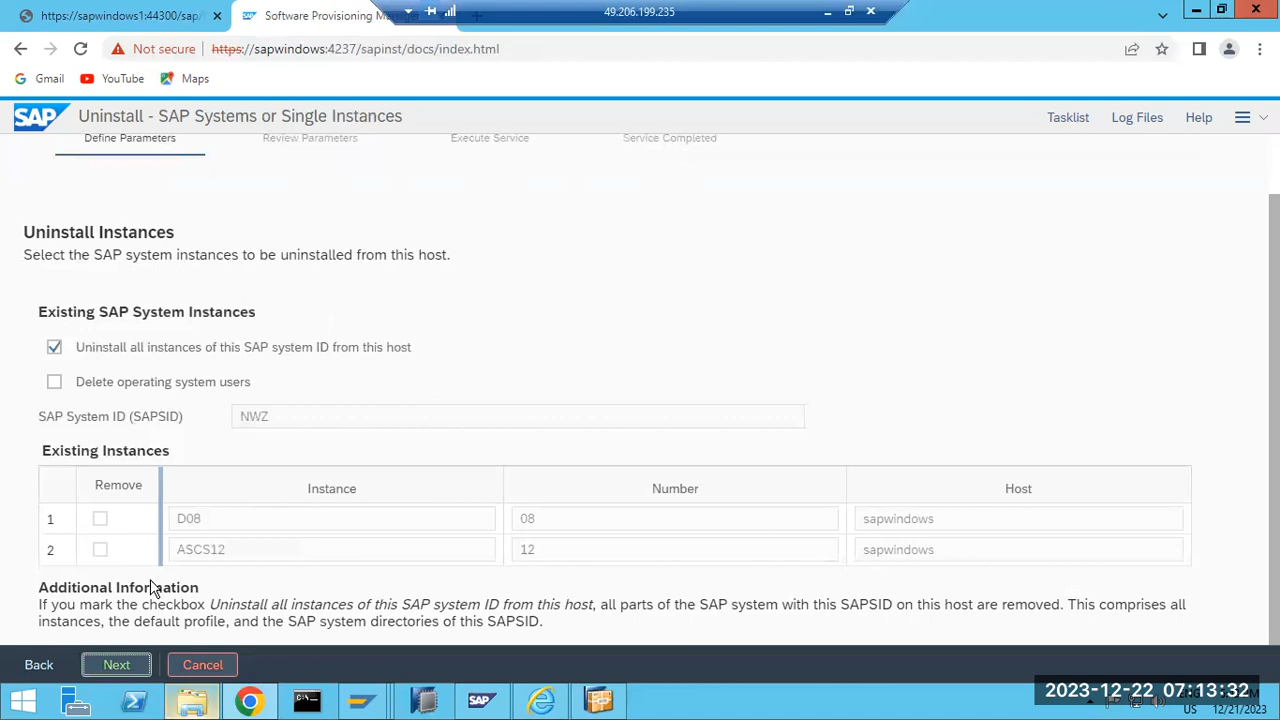 https://sapwindows1:44300/sap/
Software Provisioning Man
49.206.199.235
Not secure
https://sapwindows:4237/sapinst/docs/index.html
Gmail
YouTube
Maps
SAP
Uninstall - SAP Systems or Single Instances
Tasklist
Log Files
Help
Define Parameters
Review Parameters
Execute Service
Service Completed
Uninstall Instances
Select the SAP system instances to be uninstalled from this host.
Existing SAP System Instances
Uninstall all instances of this SAP system ID from this host
Delete operating system users
SAP System ID (SAPSID)
NWZ
Existing Instances
Remove
Instance
Number
Host
1
D08
08
sapwindows
2
ASCS12
12
sapwindows
Additional Information
If you mark the checkbox Uninstall all instances of this SAP system ID from this host, all parts of the SAP system with this SAPSID on this host are removed. This comprises all
instances, the default profile, and the SAP system directories of this SAPSID.
Back
Next
Cancel
SAP
2023-12-22 07:13:32
US
12/21/2023